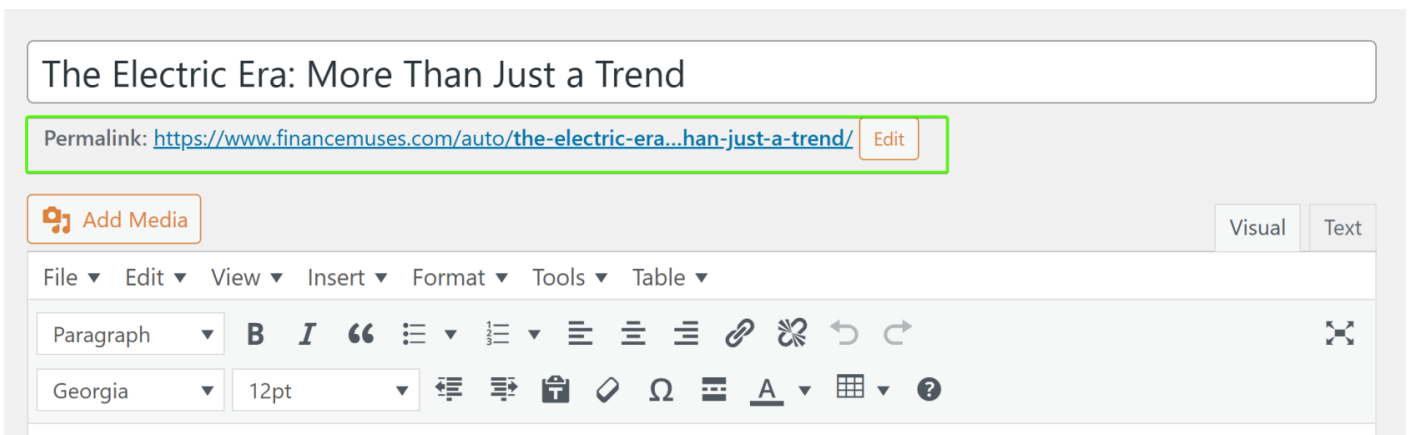 The Electric Era: More Than Just a Trend
Permalink: https://www.financemuses.com/auto/the-electric-era...han-just-a-trend/ Edit
Add Media
Visual Text
File Edit View Insert Format Tools Table
Paragraph B I
Georgia 12pt Ω A